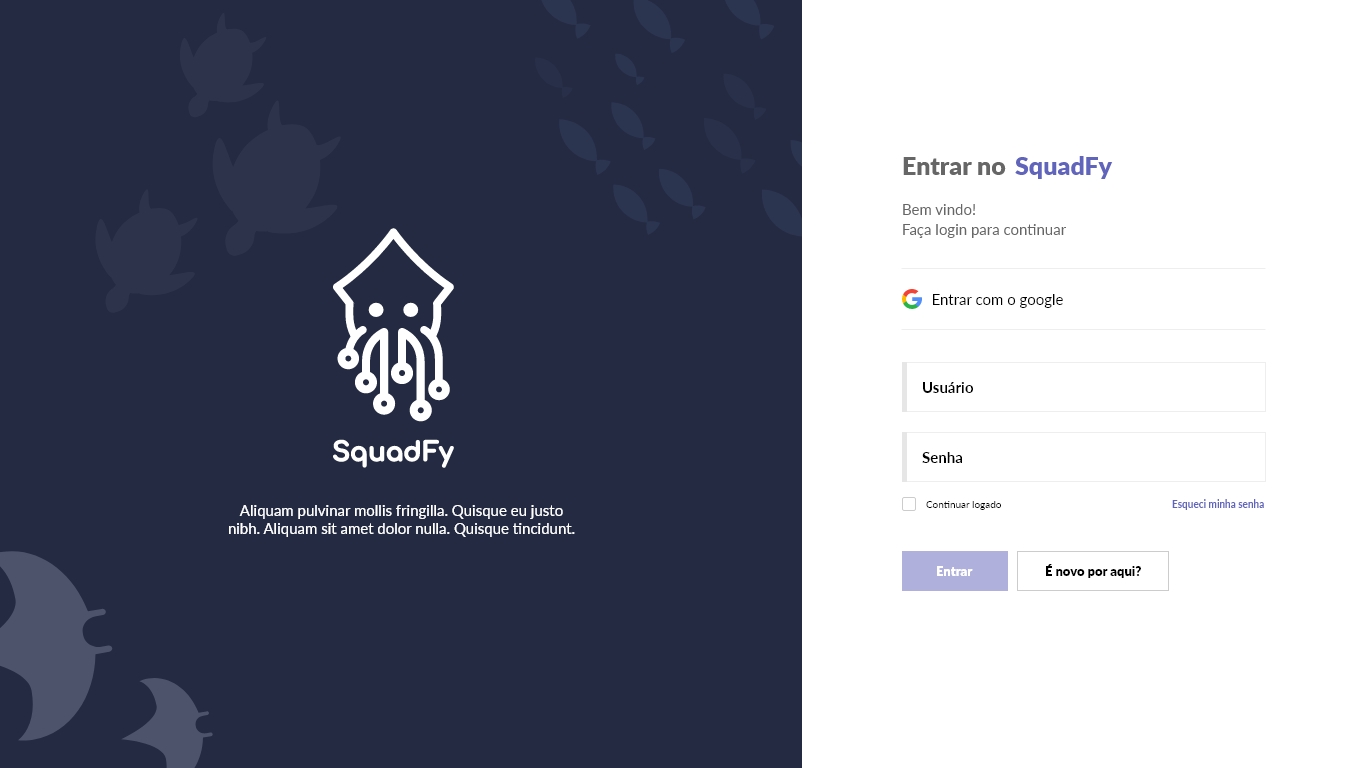 SquadFy
Aliquam pulvinar mollis fringilla. Quisque eu justo
nibh. Aliquam sit amet dolor nulla. Quisque tincidunt.
Entrar no SquadFy
Bem vindo!
Faça login para continuar
Entrar com o google
Usuário
Senha
Continuar logado
Esqueci minha senha
Entrar
É novo por aqui?